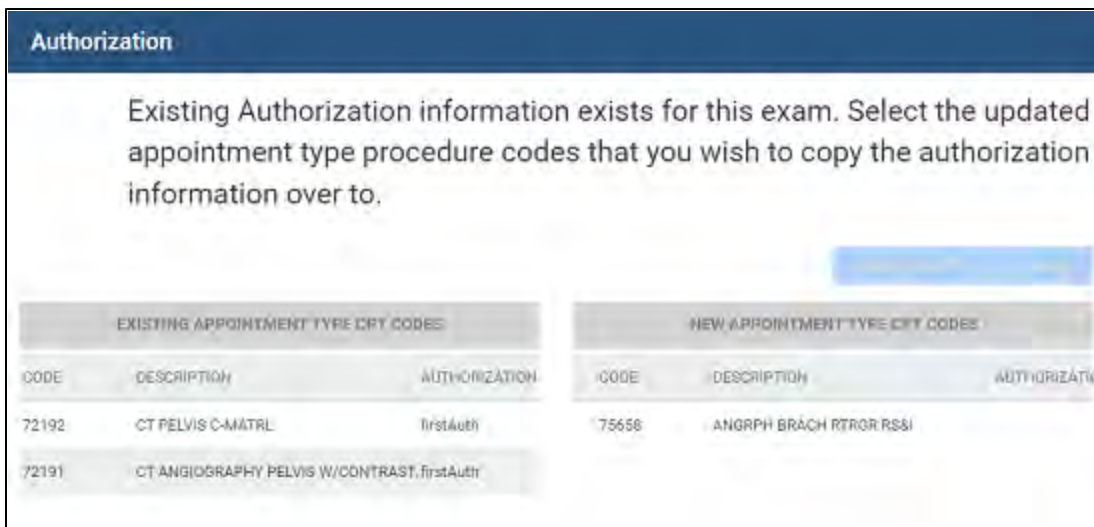 Authorization
Existing Authorization information exists for this exam. Select the updated
appointment type procedure codes that you wish to copy the authorization
information over to.
EXISTING APPOINTMENT TYPE CPT CODES
NEW APPOINTMENT TYPE CPT CODES
CODE DESCRIPTION AUTHORIZATION
CODE DESCRIPTION AUTHORIZATI
72192 CT PELVIS C-MATRL firstAuth
75658 ANGRPH BRACH RTRGR RS&I
72191 CT ANGIOGRAPHY PELVIS W/CONTRAST. firstAuth